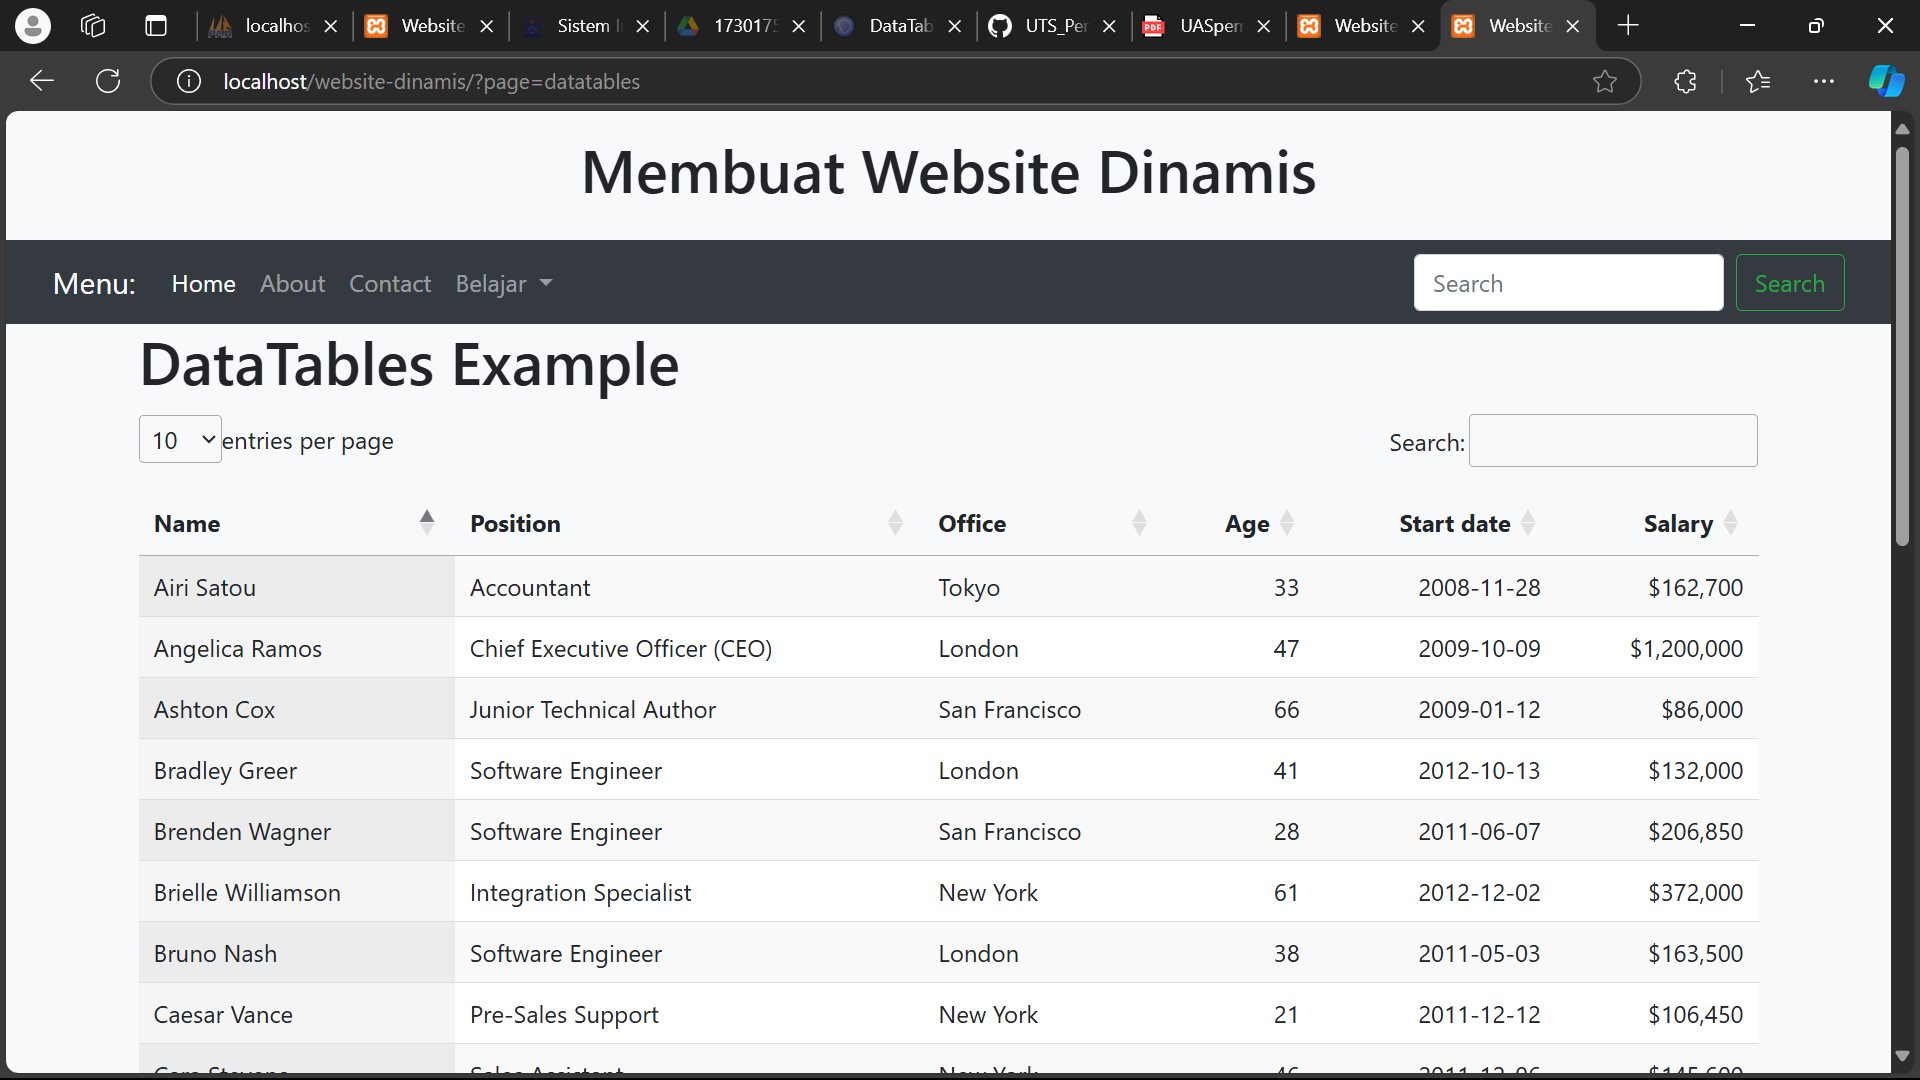 localhos Website Sistem I 173017 DataTab UTS_Per UASpem Website Website
localhost/website-dinamis/?page=datatables
Membuat Website Dinamis
Menu: Home About Contact Belajar Search Search
DataTables Example
10 entries per page Search:
Name Position Office Age Start date Salary
Airi Satou Accountant Tokyo 33 2008-11-28 $162,700
Angelica Ramos Chief Executive Officer (CEO) London 47 2009-10-09 $1,200,000
Ashton Cox Junior Technical Author San Francisco 66 2009-01-12 $86,000
Bradley Greer Software Engineer London 41 2012-10-13 $132,000
Brenden Wagner Software Engineer San Francisco 28 2011-06-07 $206,850
Brielle Williamson Integration Specialist New York 61 2012-12-02 $372,000
Bruno Nash Software Engineer London 38 2011-05-03 $163,500
Caesar Vance Pre-Sales Support New York 21 2011-12-12 $106,450